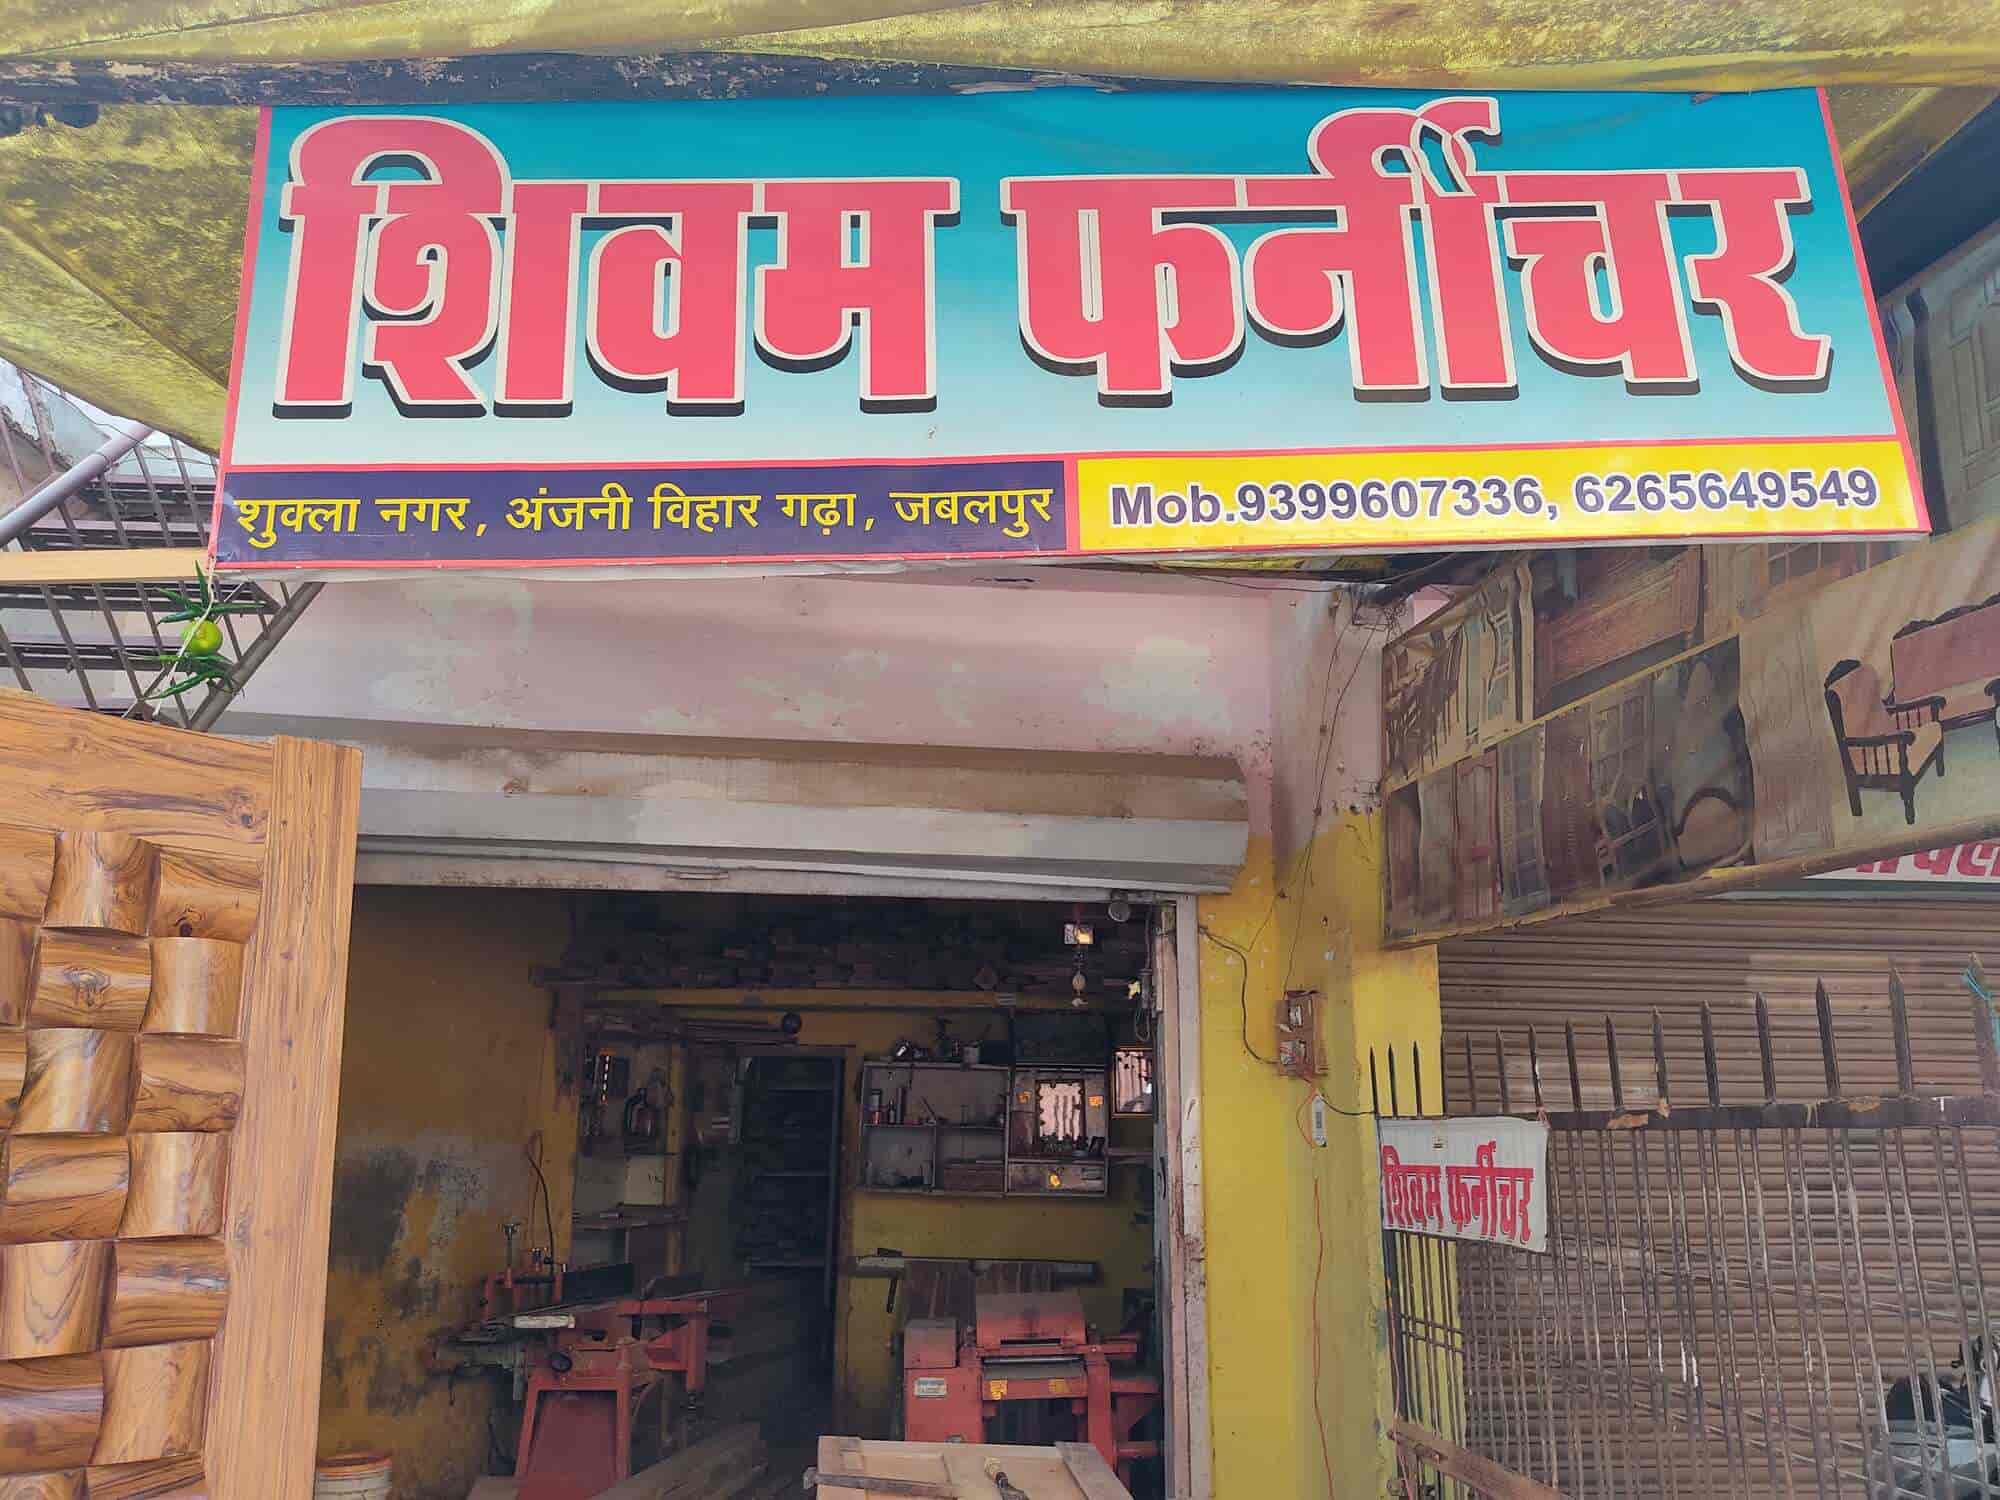 शिवम फर्नीचर
शुक्ला नगर, अंजनी विहार गढ़ा, जबलपुर
Mob.9399607336, 6265649549
शिवम फर्नीचर